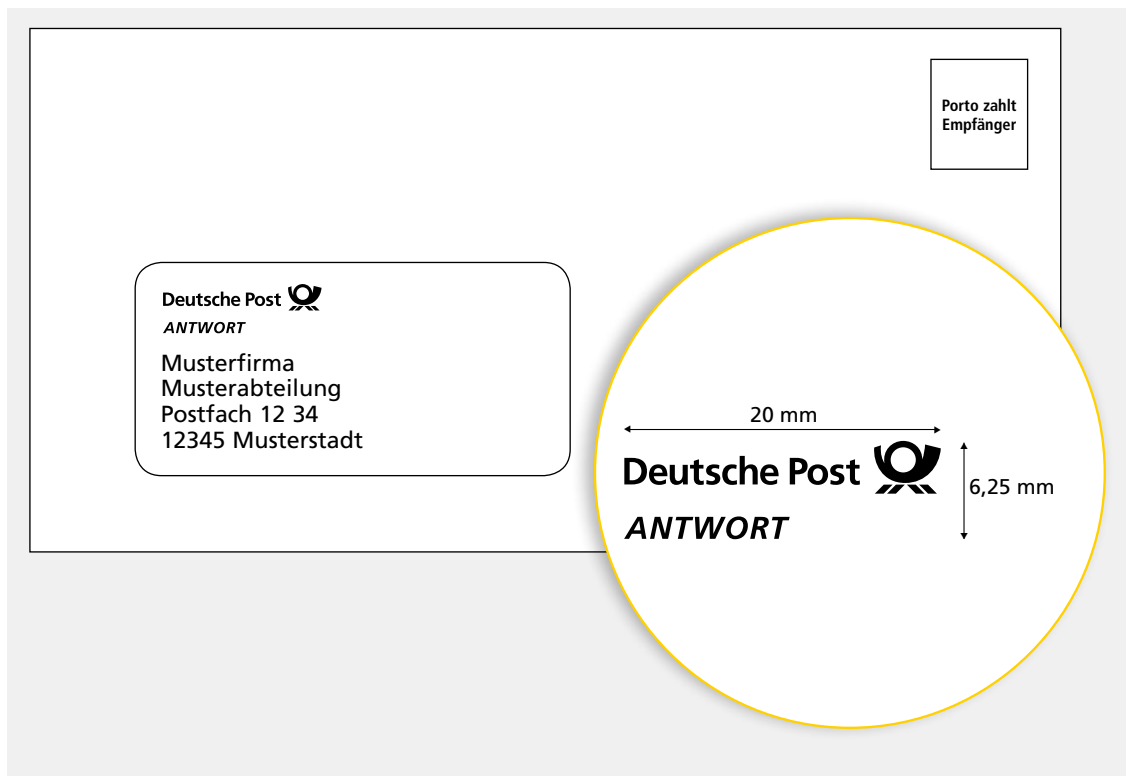 Porto zahlt
Empfänger
Deutsche Post
ANTWORT
Musterfirma
Musterabteilung
Postfach 12 34
12345 Musterstadt
20 mm
Deutsche Post
6,25 mm
ANTWORT